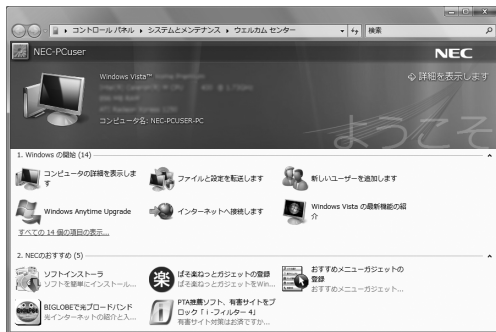 コントロール パネル ▸ システムとメンテナンス ▸ ウエルカム センター
検索
NEC-PCuser
NEC
Windows Vista™
詳細を表示します
コンピュータ名: NEC-PCUSER-PC
ようこそ
1. Windows の開始 (14)
コンピュータの詳細を表示します
ファイルと設定を転送します
新しいユーザーを追加します
Windows Anytime Upgrade
インターネットへ接続します
Windows Vista の最新機能の紹介
すべての 14 個の項目の表示...
2. NECのおすすめ (5)
ソフトインストーラ
ソフトを簡単にインストール...
楽
ぱそ楽ねっとガジェットの登録
ぱそ楽ねっとガジェットをWin...
おすすめメニューガジェットの登録
おすすめメニューガジェット...
BIGLOBEで光ブロードバンド
光インターネットの紹介と入...
PTA推薦ソフト、有害サイトをブロック「i -フィルター 4」
有害サイト対策はお済ですか...